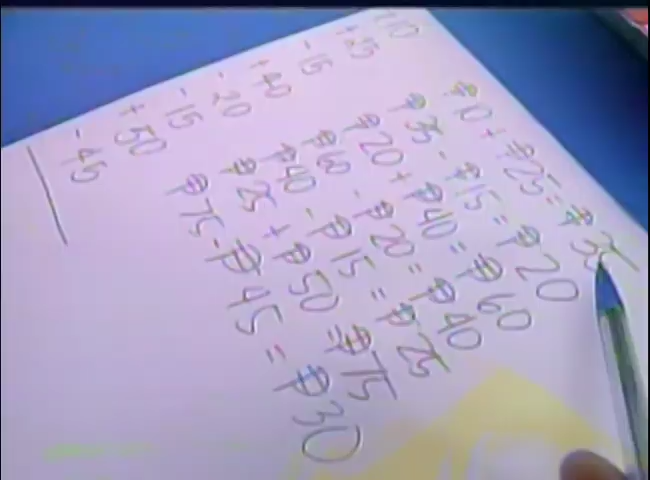 +10
+25
-15
+40
-20
-15
+50
-45
₱10 + ₱25 = ₱35
₱35 - ₱15 = ₱20
₱20 + ₱40 = ₱60
₱60 - ₱20 = ₱40
₱40 - ₱15 = ₱25
₱25 + ₱50 = ₱75
₱75 - ₱45 = ₱30